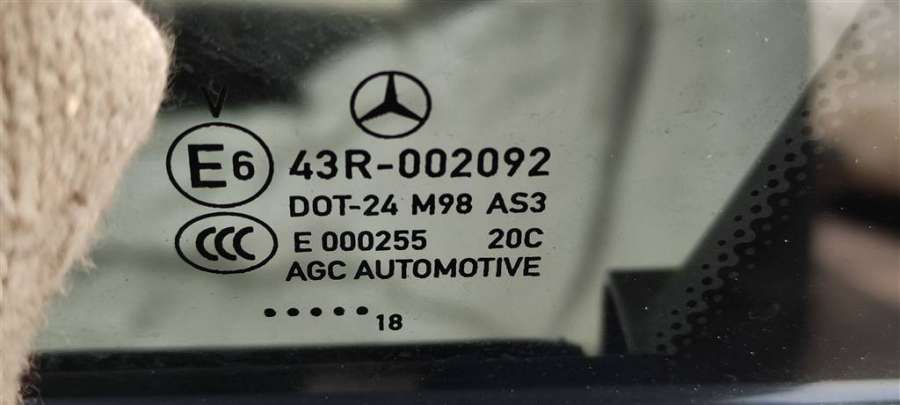 V
E6 43R-002092
DOT-24 M98 AS3
CCC E 000255 20C
AGC AUTOMOTIVE
.....18